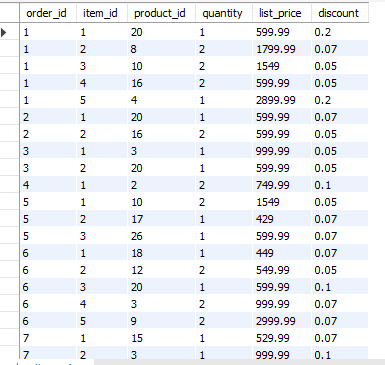 order_id item_id product_id quantity list_price discount
1 1 20 1 599.99 0.2
1 2 8 2 1799.99 0.07
1 3 10 2 1549 0.05
1 4 16 2 599.99 0.05
1 5 4 1 2899.99 0.2
2 1 20 1 599.99 0.07
2 2 16 2 599.99 0.05
3 1 3 1 999.99 0.05
3 2 20 1 599.99 0.05
4 1 2 2 749.99 0.1
5 1 10 2 1549 0.05
5 2 17 1 429 0.07
5 3 26 1 599.99 0.07
6 1 18 1 449 0.07
6 2 12 2 549.99 0.05
6 3 20 1 599.99 0.1
6 4 3 2 999.99 0.07
6 5 9 2 2999.99 0.07
7 1 15 1 529.99 0.07
7 2 3 1 999.99 0.1